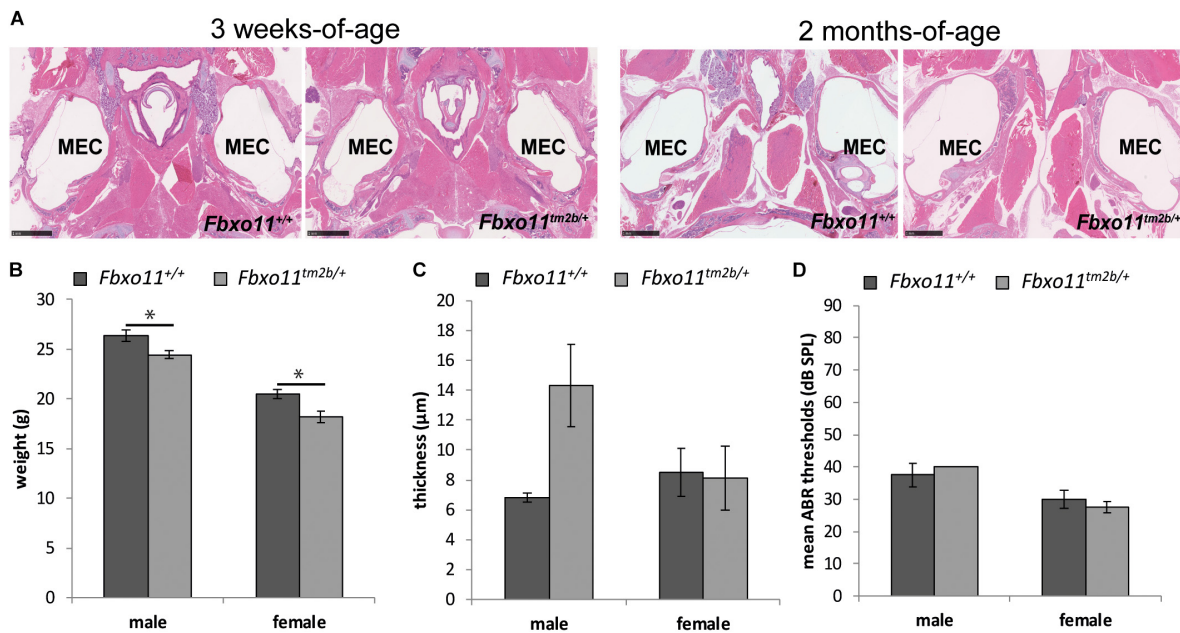 A
3 weeks-of-age
2 months-of-age
MEC
MEC
Fbxo11+/+
MEC
MEC
Fbxo11tm2b/+
MEC
MEC
Fbxo11+/+
MEC
MEC
Fbxo11tm2b/+
B
Fbxo11+/+
Fbxo11tm2b/+
weight (g)
30
25
20
15
10
5
0
*
*
male
female
C
Fbxo11+/+
Fbxo11tm2b/+
thickness (µm)
20
18
16
14
12
10
8
6
4
2
0
male
female
D
Fbxo11+/+
Fbxo11tm2b/+
mean ABR thresholds (dB SPL)
90
80
70
60
50
40
30
20
10
0
male
female